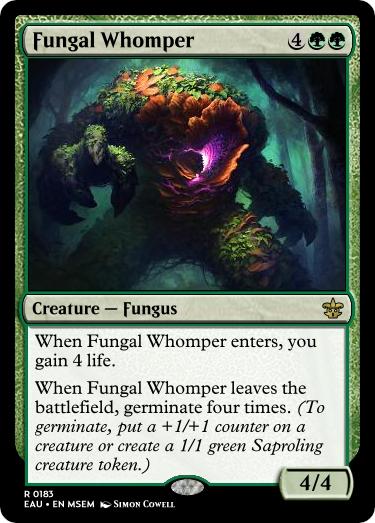 Fungal Whomper 4
Creature — Fungus
When Fungal Whomper enters, you
gain 4 life.
When Fungal Whomper leaves the
battlefield, germinate four times. (To
germinate, put a +1/+1 counter on a
creature or create a 1/1 green Saproling
creature token.)
4/4
R 0183
EAU • EN MSEM Simon Cowell